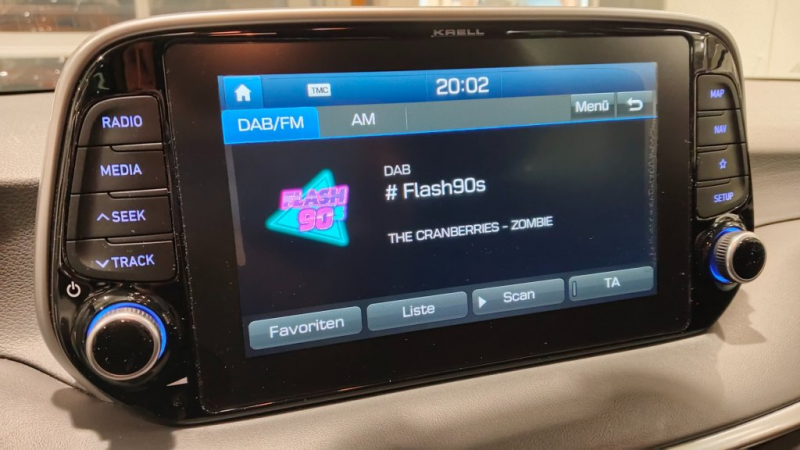 KRELL
TMC
20:02
DAB/FM
AM
Menü
DAB
# Flash90s
FLASH
90s
THE CRANBERRIES - ZOMBIE
Favoriten
Liste
Scan
TA
RADIO
MEDIA
SEEK
TRACK
MAP
NAV
SETUP